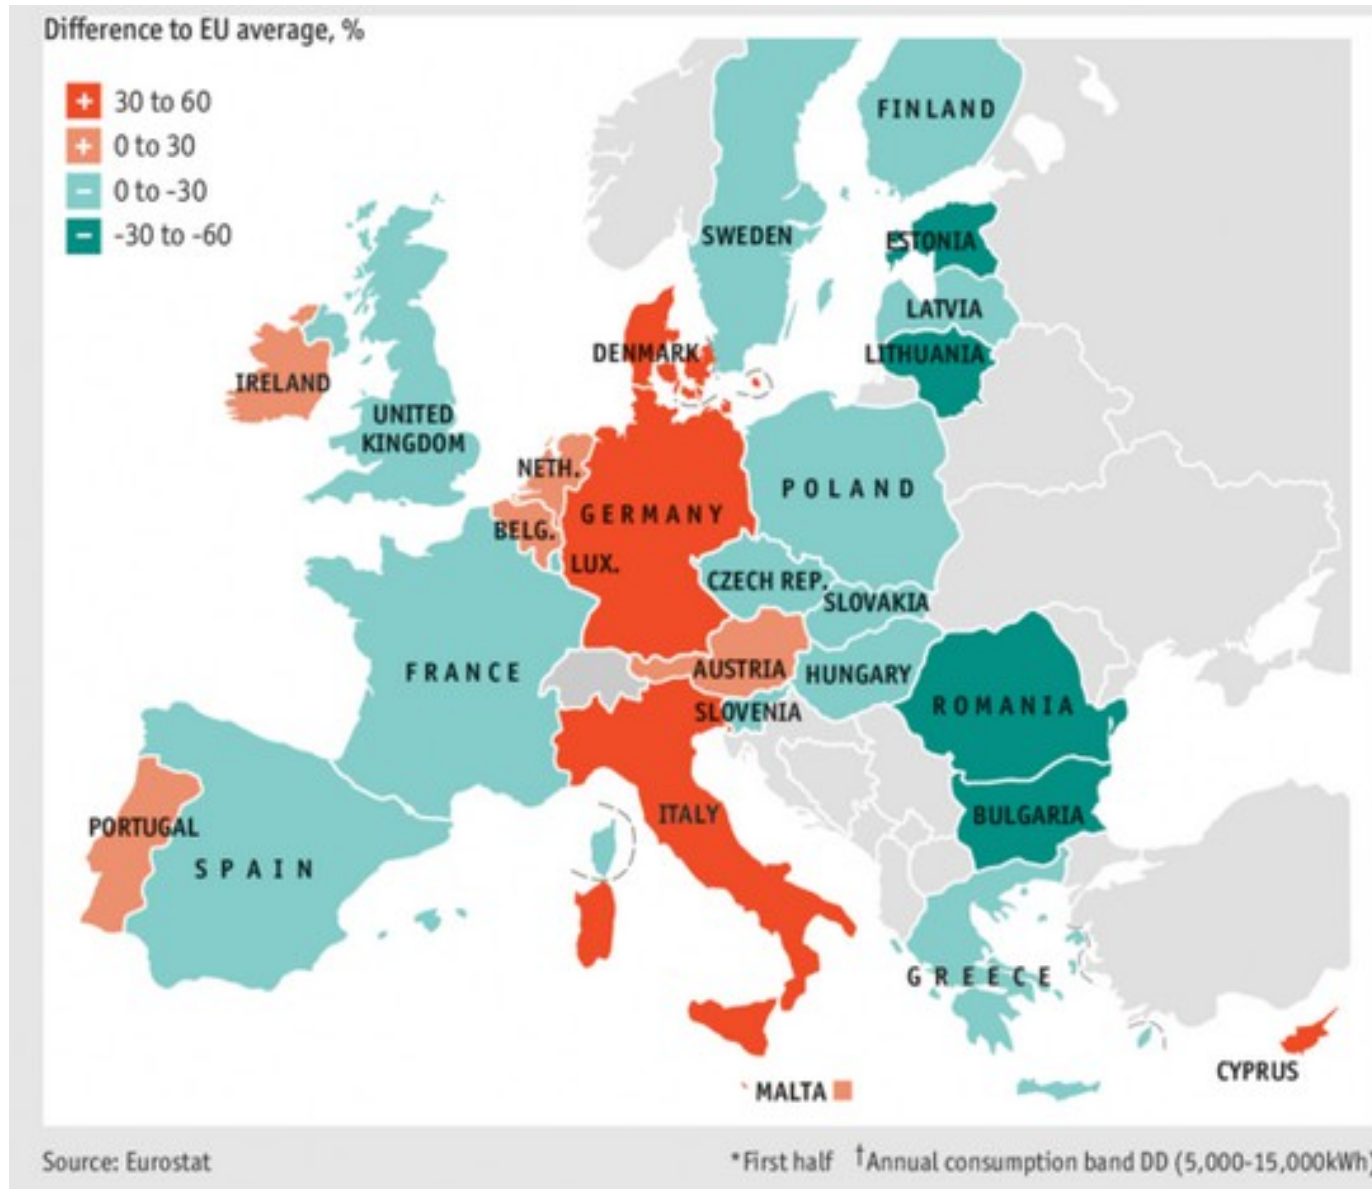 Difference to EU average, %
+ 30 to 60
+ 0 to 30
− 0 to -30
− -30 to -60
FINLAND
SWEDEN
ESTONIA
LATVIA
LITHUANIA
DENMARK
IRELAND
UNITED
KINGDOM
NETH.
BELG.
GERMANY
POLAND
LUX.
CZECH REP.
SLOVAKIA
FRANCE
AUSTRIA
HUNGARY
SLOVENIA
ROMANIA
ITALY
BULGARIA
PORTUGAL
SPAIN
GREECE
CYPRUS
MALTA
Source: Eurostat
*First half †Annual consumption band DD (5,000-15,000kWh)